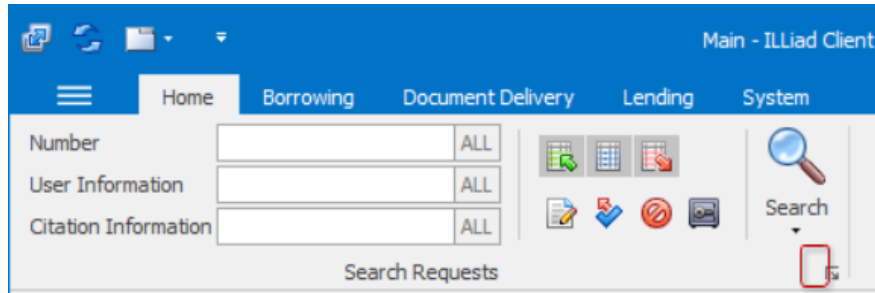 Main - ILLiad Client
Home Borrowing Document Delivery Lending System
Number ALL
User Information ALL
Citation Information ALL
Search
Search Requests